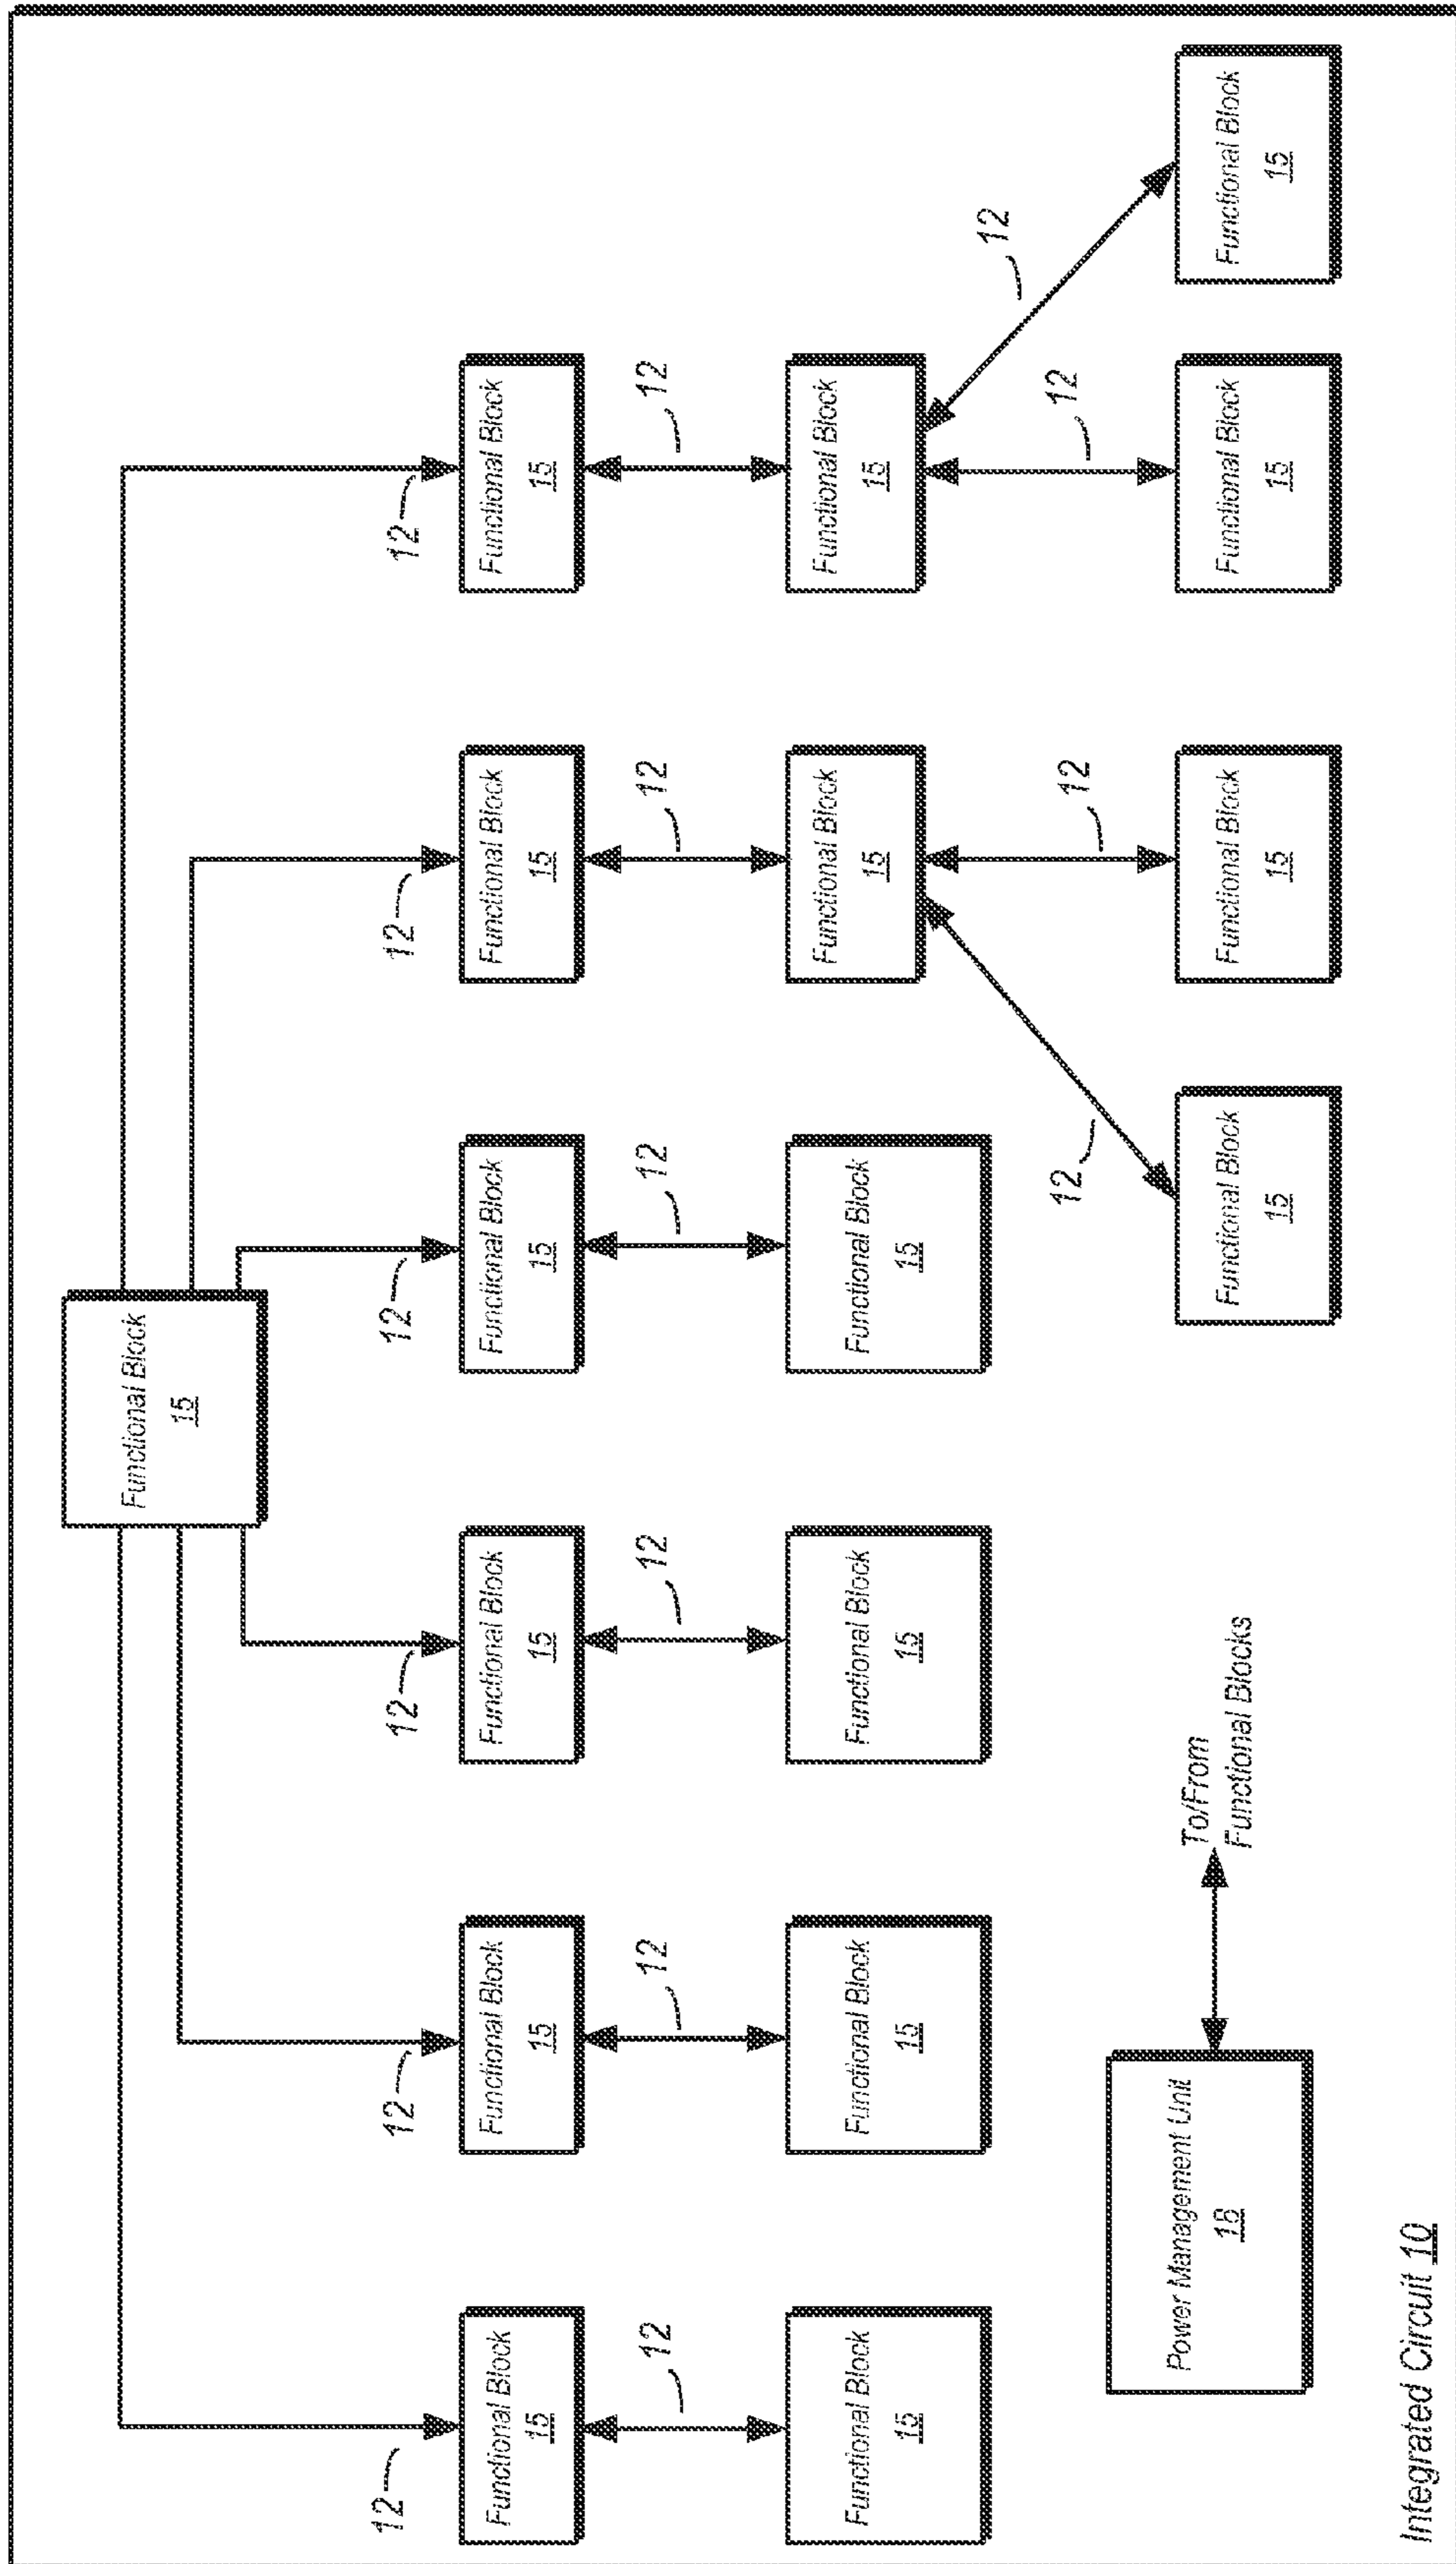 Functional Block
15
12
12
12
12
12
12
Functional Block
15
Functional Block
15
Functional Block
15
Functional Block
15
Functional Block
15
Functional Block
15
12
12
12
12
12
12
Functional Block
15
Functional Block
15
Functional Block
15
Functional Block
15
Functional Block
15
Functional Block
15
12
12
12
12
Power Management Unit
18
To/From
Functional Blocks
Functional Block
15
Functional Block
15
Functional Block
15
Functional Block
15
Integrated Circuit 10